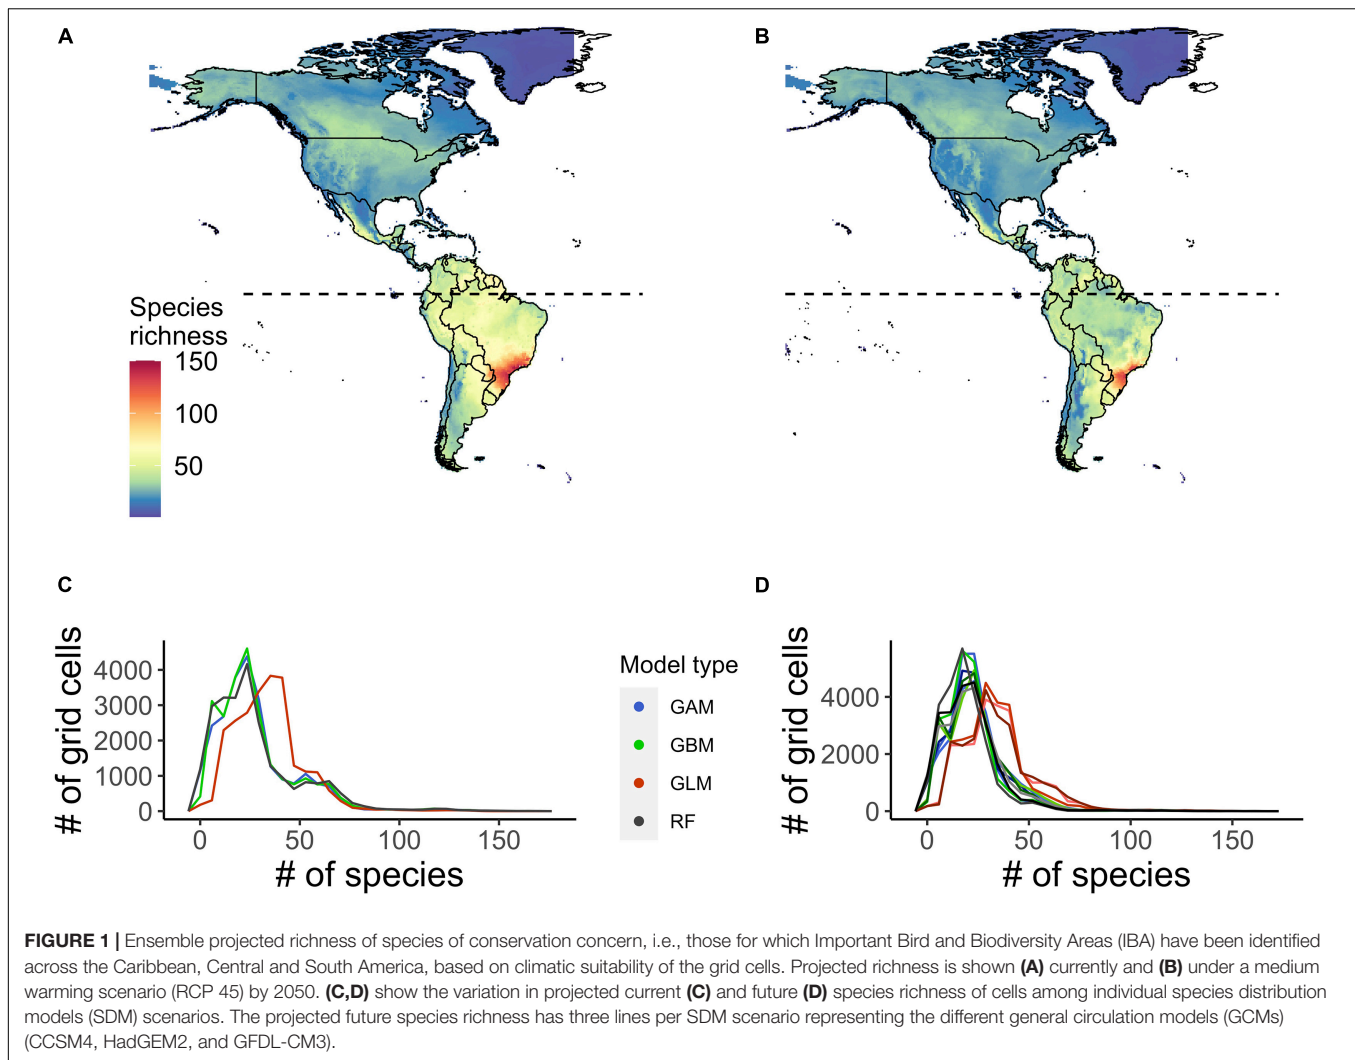 A
B
Species
richness
150
100
50
C
D
# of grid cells
4000
3000
2000
1000
0
0
50
100
150
# of species
Model type
GAM
GBM
GLM
RF
# of grid cells
4000
2000
0
0
50
100
150
# of species
FIGURE 1 | Ensemble projected richness of species of conservation concern, i.e., those for which Important Bird and Biodiversity Areas (IBA) have been identified
across the Caribbean, Central and South America, based on climatic suitability of the grid cells. Projected richness is shown (A) currently and (B) under a medium
warming scenario (RCP 45) by 2050. (C,D) show the variation in projected current (C) and future (D) species richness of cells among individual species distribution
models (SDM) scenarios. The projected future species richness has three lines per SDM scenario representing the different general circulation models (GCMs)
(CCSM4, HadGEM2, and GFDL-CM3).